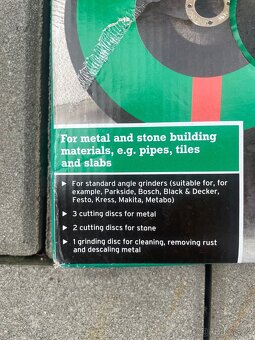 For metal and stone building
materials, e.g. pipes, tiles
and slabs
For standard angle grinders (suitable for, for
example, Parkside, Bosch, Black & Decker,
Festo, Kress, Makita, Metabo)
3 cutting discs for metal
2 cutting discs for stone
1 grinding disc for cleaning, removing rust
and descaling metal